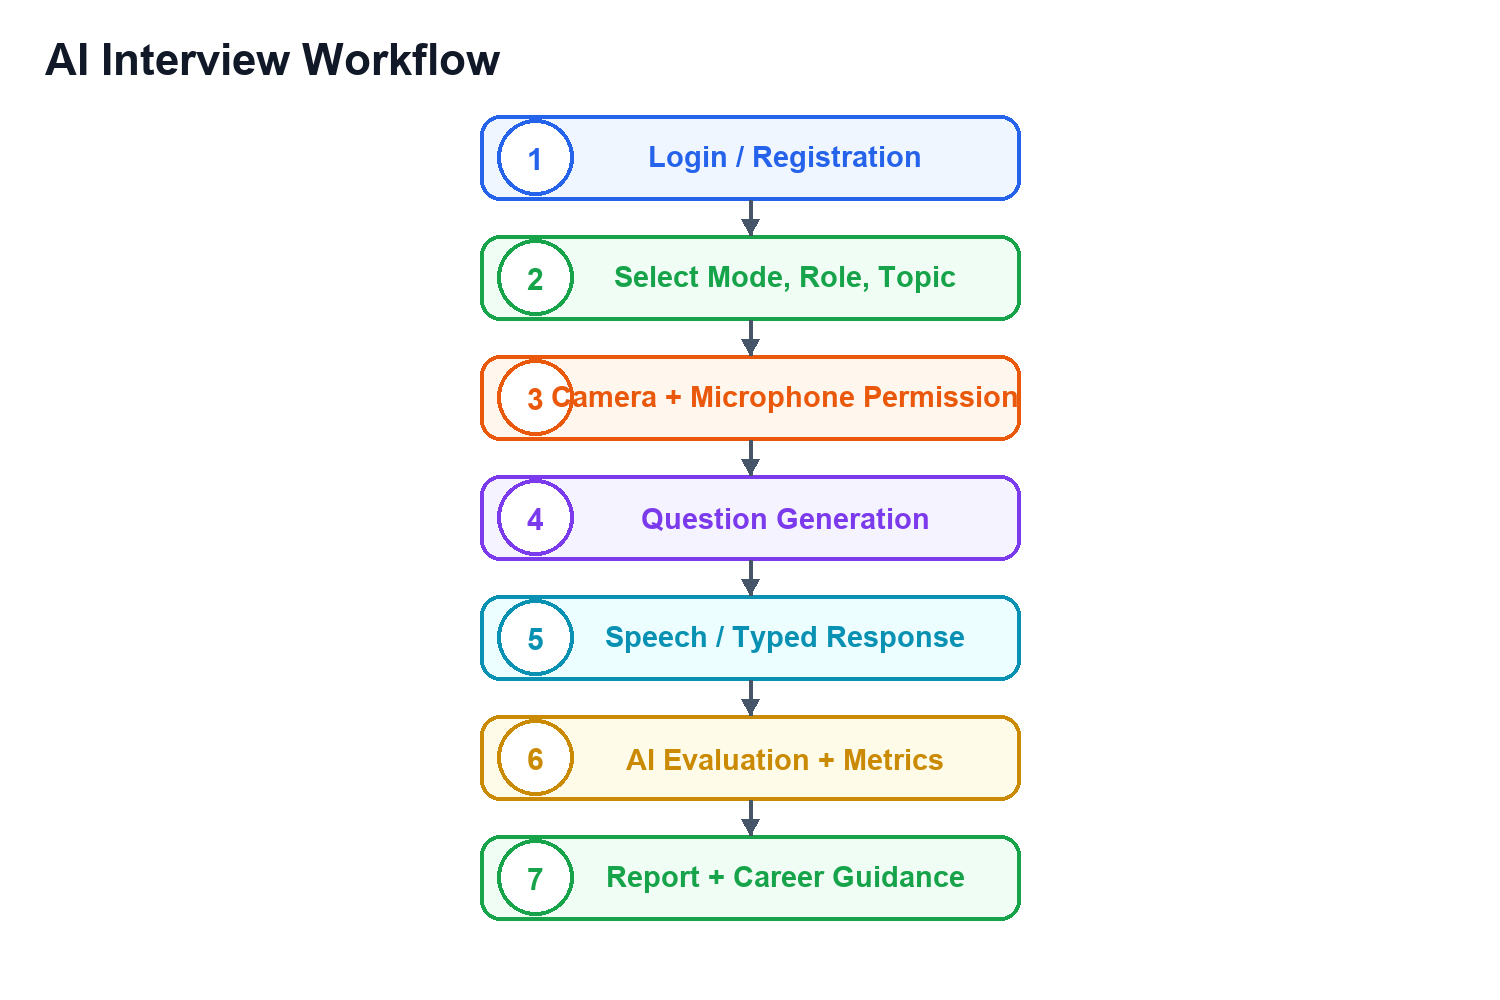 AI Interview Workflow
1 Login / Registration
2 Select Mode, Role, Topic
3 Camera + Microphone Permission
4 Question Generation
5 Speech / Typed Response
6 AI Evaluation + Metrics
7 Report + Career Guidance